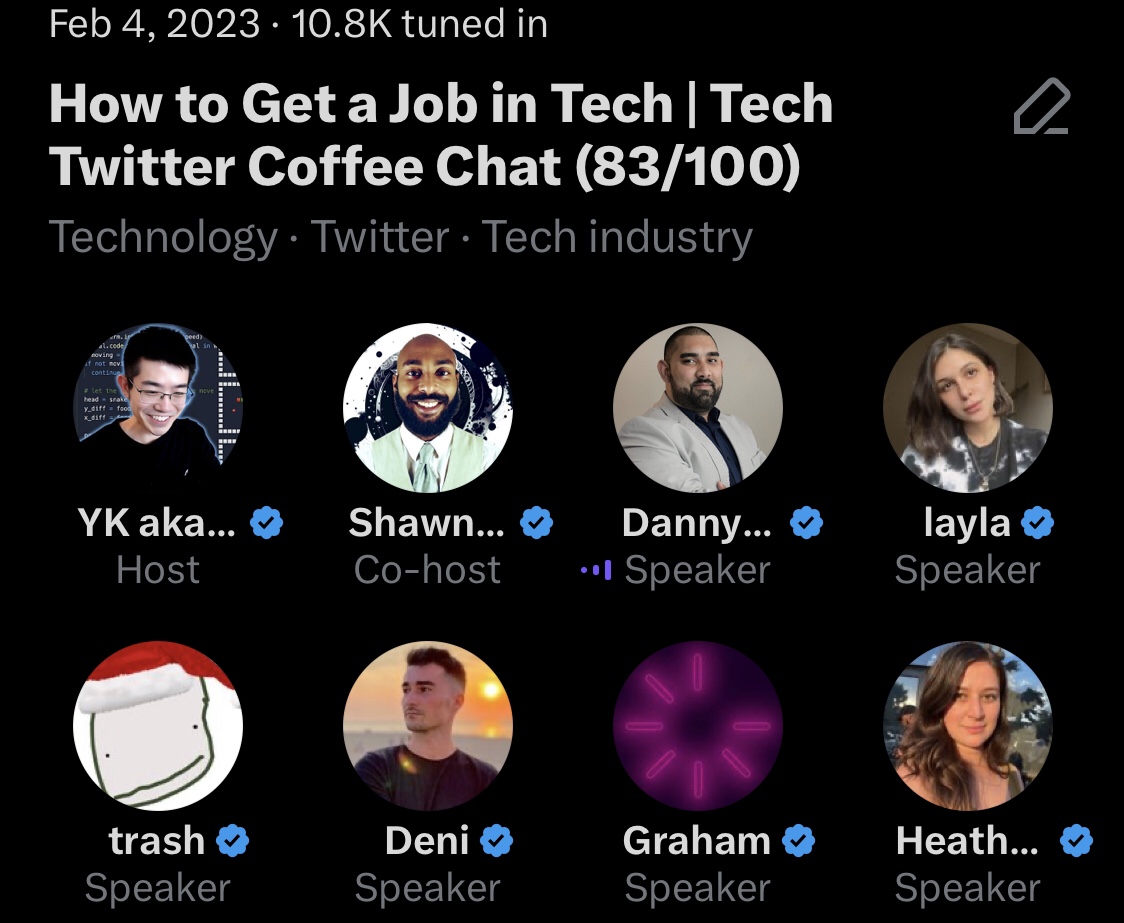 Feb 4, 2023 · 10.8K tuned in
How to Get a Job in Tech | Tech
Twitter Coffee Chat (83/100)
Technology · Twitter · Tech industry
YK aka... Shawn... Danny... layla
Host Co-host Speaker Speaker
trash Deni Graham Heath...
Speaker Speaker Speaker Speaker